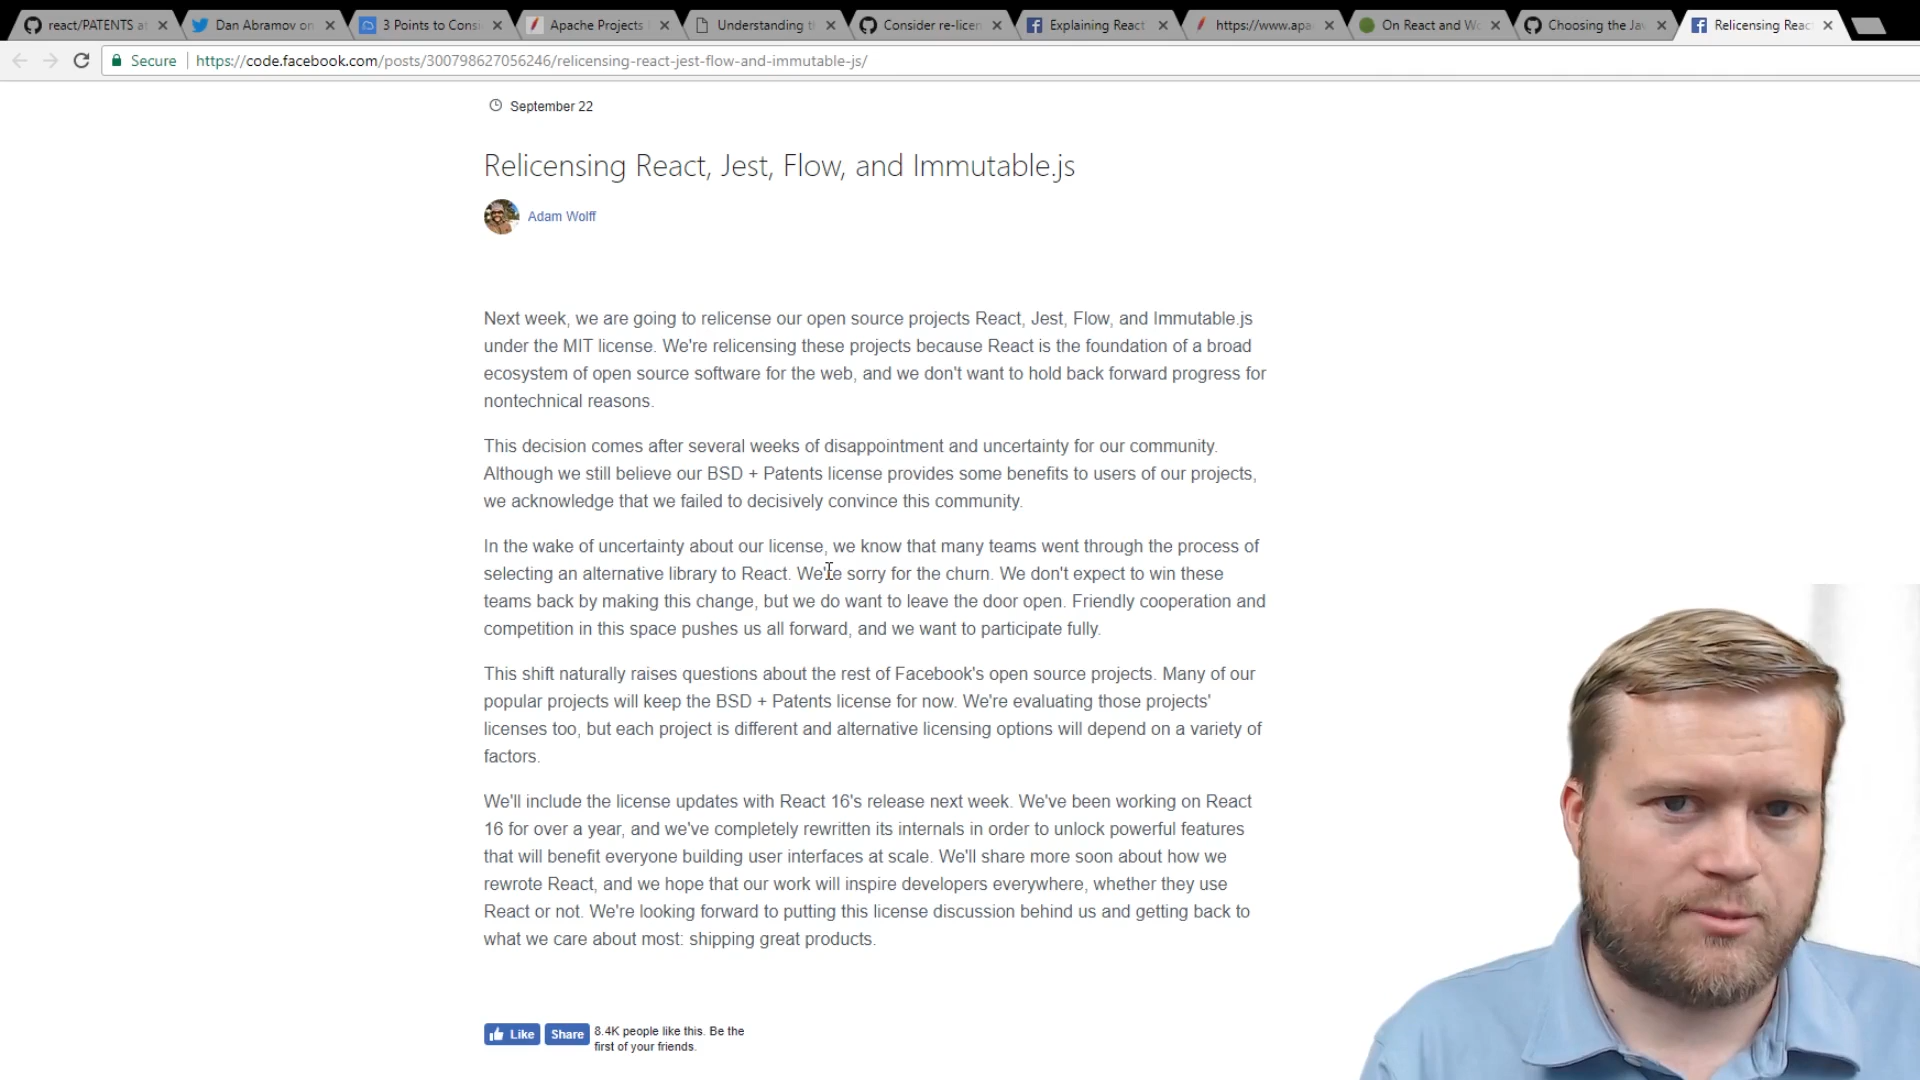 react/PATENTS at
Dan Abramov on
3 Points to Consi
Apache Projects
Understanding t
Consider re-licen
Explaining React
https://www.apa
On React and Wo
Choosing the Jav
Relicensing Reac
Secure
https://code.facebook.com/posts/300798627056246/relicensing-react-jest-flow-and-immutable-js/
September 22
Relicensing React, Jest, Flow, and Immutable.js
Adam Wolff
Next week, we are going to relicense our open source projects React, Jest, Flow, and Immutable.js
under the MIT license. We're relicensing these projects because React is the foundation of a broad
ecosystem of open source software for the web, and we don't want to hold back forward progress for
nontechnical reasons.
This decision comes after several weeks of disappointment and uncertainty for our community.
Although we still believe our BSD + Patents license provides some benefits to users of our projects,
we acknowledge that we failed to decisively convince this community.
In the wake of uncertainty about our license, we know that many teams went through the process of
selecting an alternative library to React. We're sorry for the churn. We don't expect to win these
teams back by making this change, but we do want to leave the door open. Friendly cooperation and
competition in this space pushes us all forward, and we want to participate fully.
This shift naturally raises questions about the rest of Facebook's open source projects. Many of our
popular projects will keep the BSD + Patents license for now. We're evaluating those projects'
licenses too, but each project is different and alternative licensing options will depend on a variety of
factors.
We'll include the license updates with React 16's release next week. We've been working on React
16 for over a year, and we've completely rewritten its internals in order to unlock powerful features
that will benefit everyone building user interfaces at scale. We'll share more soon about how we
rewrote React, and we hope that our work will inspire developers everywhere, whether they use
React or not. We're looking forward to putting this license discussion behind us and getting back to
what we care about most: shipping great products.
Like
Share
8.4K people like this. Be the
first of your friends.